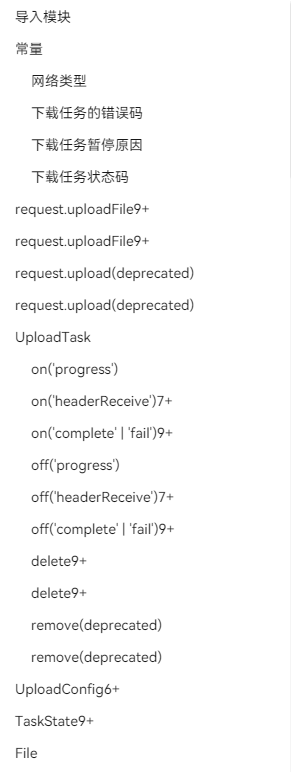 导入模块
常量
网络类型
下载任务的错误码
下载任务暂停原因
下载任务状态码
request.uploadFile9+
request.uploadFile9+
request.upload(deprecated)
request.upload(deprecated)
UploadTask
on('progress')
on('headerReceive')7+
on('complete' | 'fail')9+
off('progress')
off('headerReceive')7+
off('complete' | 'fail')9+
delete9+
delete9+
remove(deprecated)
remove(deprecated)
UploadConfig6+
TaskState9+
File